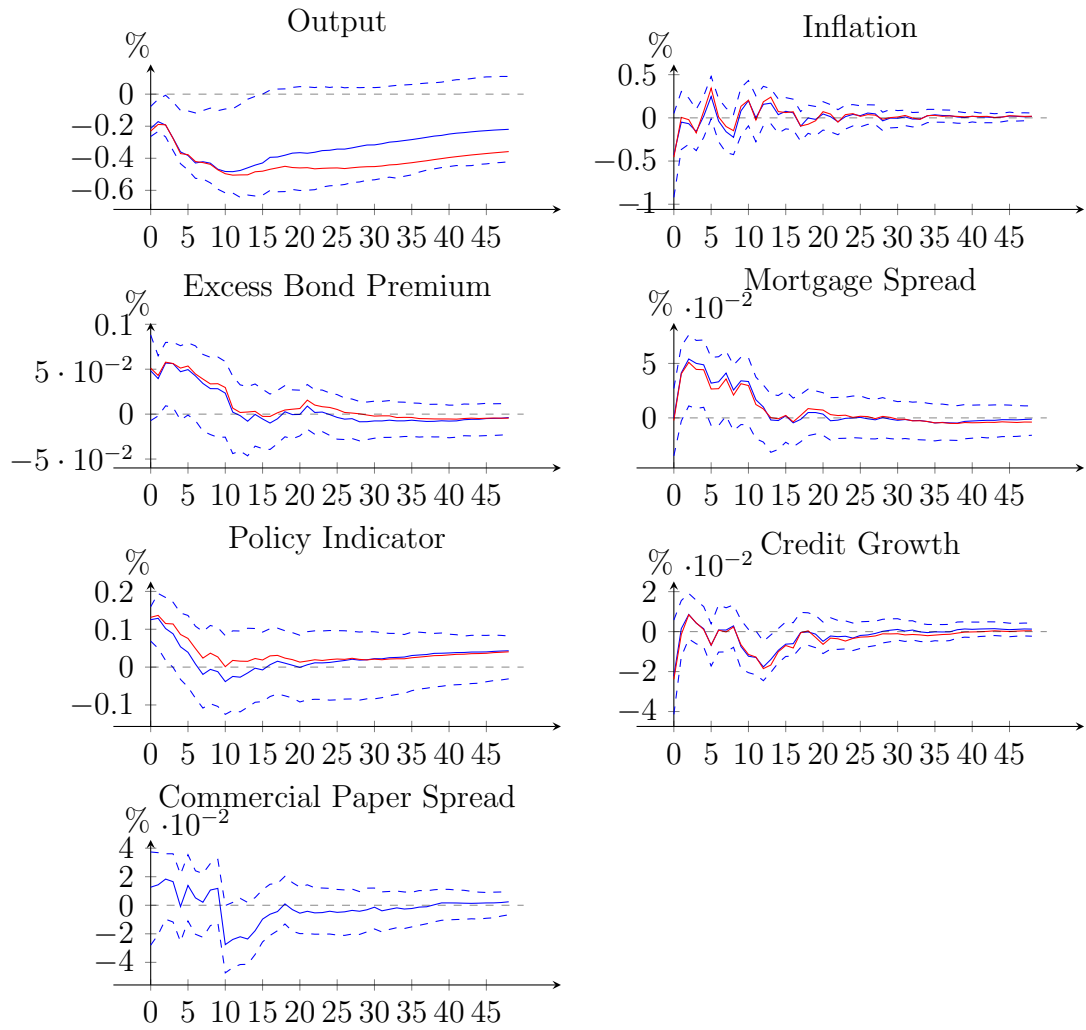 Output
%
0
−0.2
−0.4
−0.6
0 5 10 15 20 25 30 35 40 45
Inflation
%
0.5
0
−0.5
−1
0 5 10 15 20 25 30 35 40 45
Excess Bond Premium
%
0.1
5 · 10−2
0
−5 · 10−2
0 5 10 15 20 25 30 35 40 45
Mortgage Spread
% ·10−2
5
0
0 5 10 15 20 25 30 35 40 45
Policy Indicator
%
0.2
0.1
0
−0.1
0 5 10 15 20 25 30 35 40 45
Credit Growth
% ·10−2
2
0
−2
−4
0 5 10 15 20 25 30 35 40 45
Commercial Paper Spread
% ·10−2
4
2
0
−2
−4
0 5 10 15 20 25 30 35 40 45